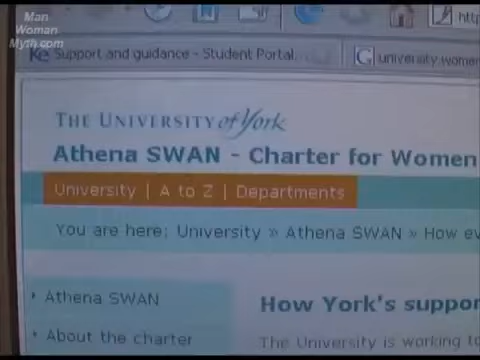 Man
Woman
Myth.com
http
Ke Support and guidance - Student Portal
G university women
THE UNIVERSITY of York
Athena SWAN - Charter for Women
University | A to Z | Departments
You are here: University » Athena SWAN » How
Athena SWAN
How York's
About the charter
The University is working